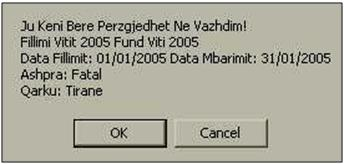 Ju Keni Bere Perzgjedhet Ne Vazhdim!
Fillimi Vitit 2005 Fund Viti 2005
Data Fillimit: 01/01/2005 Data Mbarimit: 31/01/2005
Ashpra: Fatal
Qarku: Tirane
OK Cancel